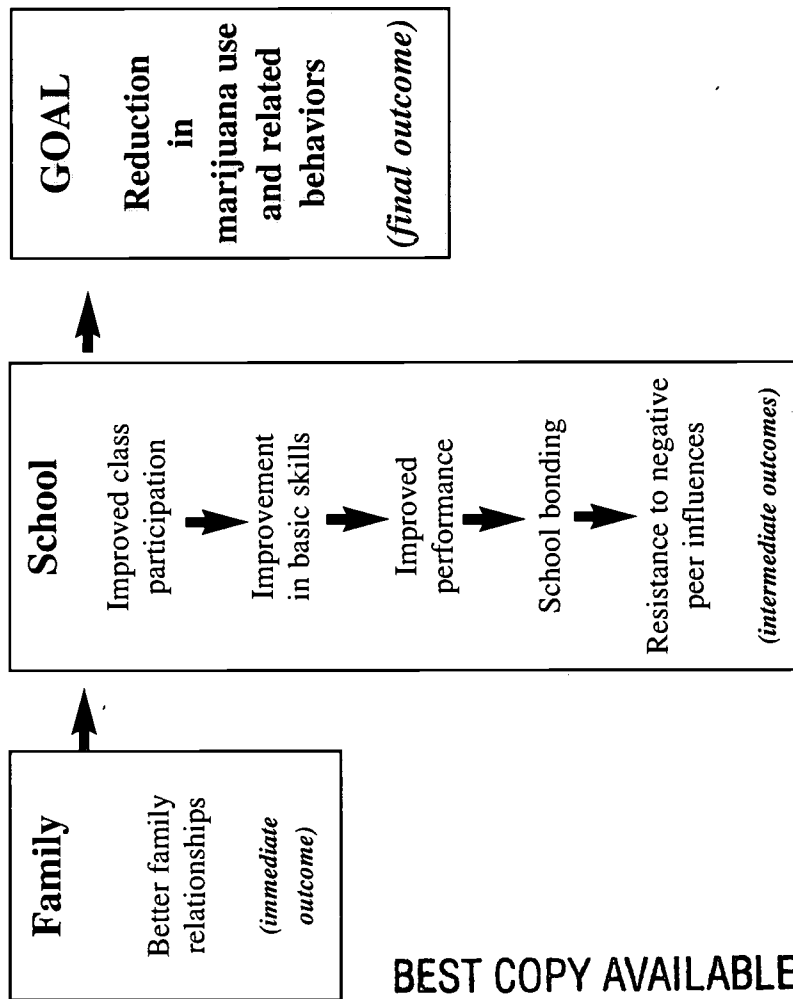 Family
Better family
relationships
(immediate
outcome)
School
Improved class
participation
Improvement
in basic skills
Improved
performance
School bonding
Resistance to negative
peer influences
(intermediate outcomes)
GOAL
Reduction
in
marijuana use
and related
behaviors
(final outcome)
BEST COPY AVAILABLE